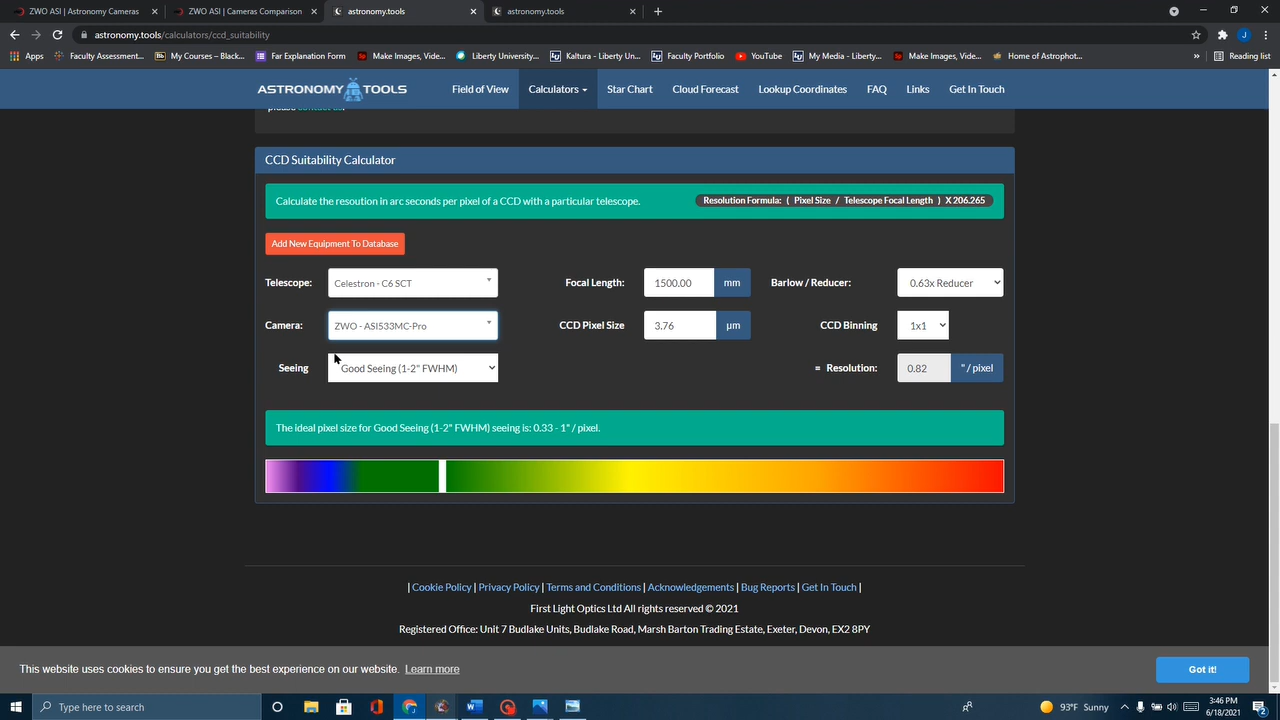 ZWO ASI | Astronomy Cameras
ZWO ASI | Cameras Comparison
astronomy.tools
astronomy.tools
astronomy.tools/calculators/ccd_suitability
J
Apps
Faculty Assessment...
My Courses – Black...
Far Explanation Form
Make Images, Vid...
Liberty University...
Kaltura - Liberty Un...
Faculty Portfolio
YouTube
My Media - Liberty...
Make Images, Vid...
Home of Astrophot...
»
Reading list
ASTRONOMY TOOLS
Field of View
Calculators
Star Chart
Cloud Forecast
Lookup Coordinates
FAQ
Links
Get In Touch
please contact us.
CCD Suitability Calculator
Calculate the resoution in arc seconds per pixel of a CCD with a particular telescope.
Resolution Formula: ( Pixel Size / Telescope Focal Length ) X 206.265
Add New Equipment To Database
Telescope:
Celestron - C6 SCT
Focal Length:
1500.00
mm
Barlow / Reducer:
0.63x Reducer
Camera:
ZWO - ASI533MC-Pro
CCD Pixel Size
3.76
µm
CCD Binning
1x1
Seeing
Good Seeing (1-2" FWHM)
= Resolution:
0.82
" / pixel
The ideal pixel size for Good Seeing (1-2" FWHM) seeing is: 0.33 - 1" / pixel.
| Cookie Policy | Privacy Policy | Terms and Conditions | Acknowledgements | Bug Reports | Get In Touch |
First Light Optics Ltd All rights reserved © 2021
Registered Office: Unit 7 Budlake Units, Budlake Road, Marsh Barton Trading Estate, Exeter, Devon, EX2 8PY
This website uses cookies to ensure you get the best experience on our website. Learn more
Got it!
Type here to search
93°F Sunny
3:46 PM
6/18/2021
2